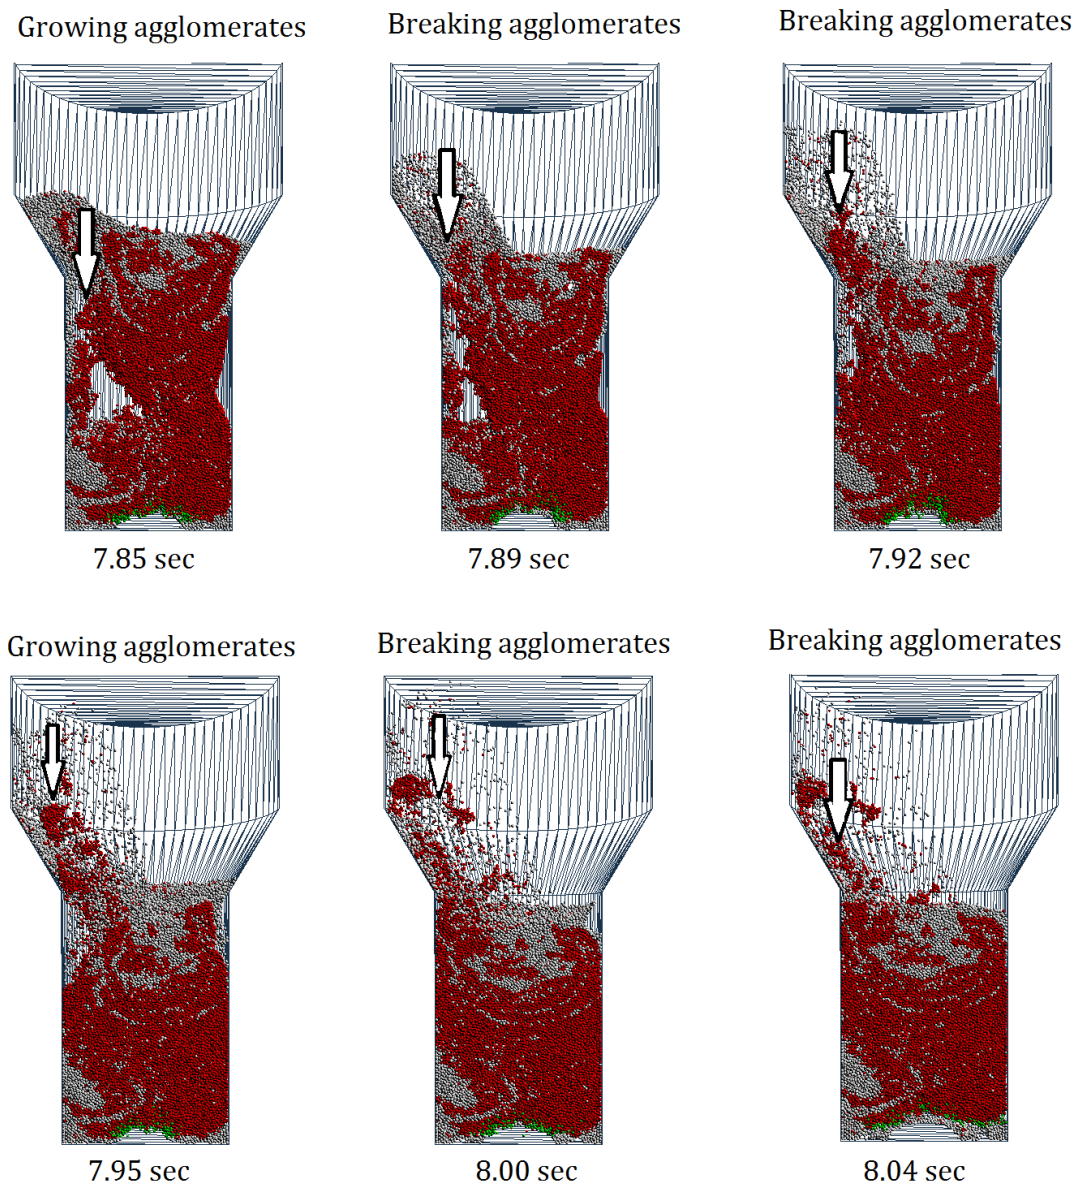 Growing agglomerates
Breaking agglomerates
Breaking agglomerates
7.85 sec
7.89 sec
7.92 sec
Growing agglomerates
Breaking agglomerates
Breaking agglomerates
7.95 sec
8.00 sec
8.04 sec